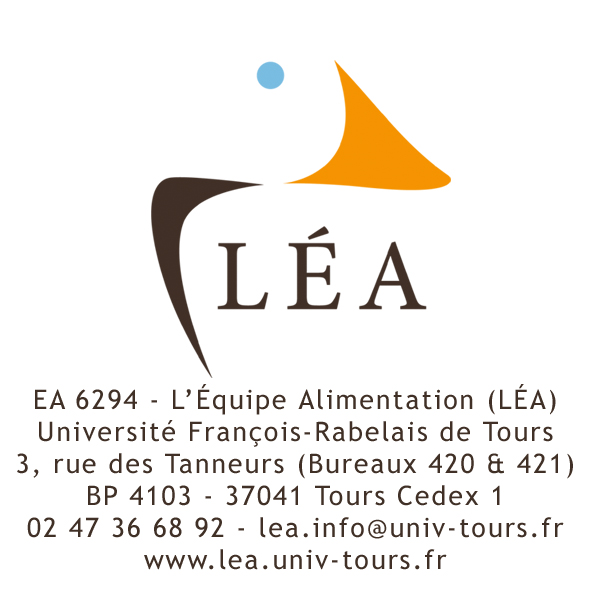 LÉA
EA 6294 - L’Équipe Alimentation (LÉA)
Université François-Rabelais de Tours
3, rue des Tanneurs (Bureaux 420 & 421)
BP 4103 - 37041 Tours Cedex 1
02 47 36 68 92 - lea.info@univ-tours.fr
www.lea.univ-tours.fr